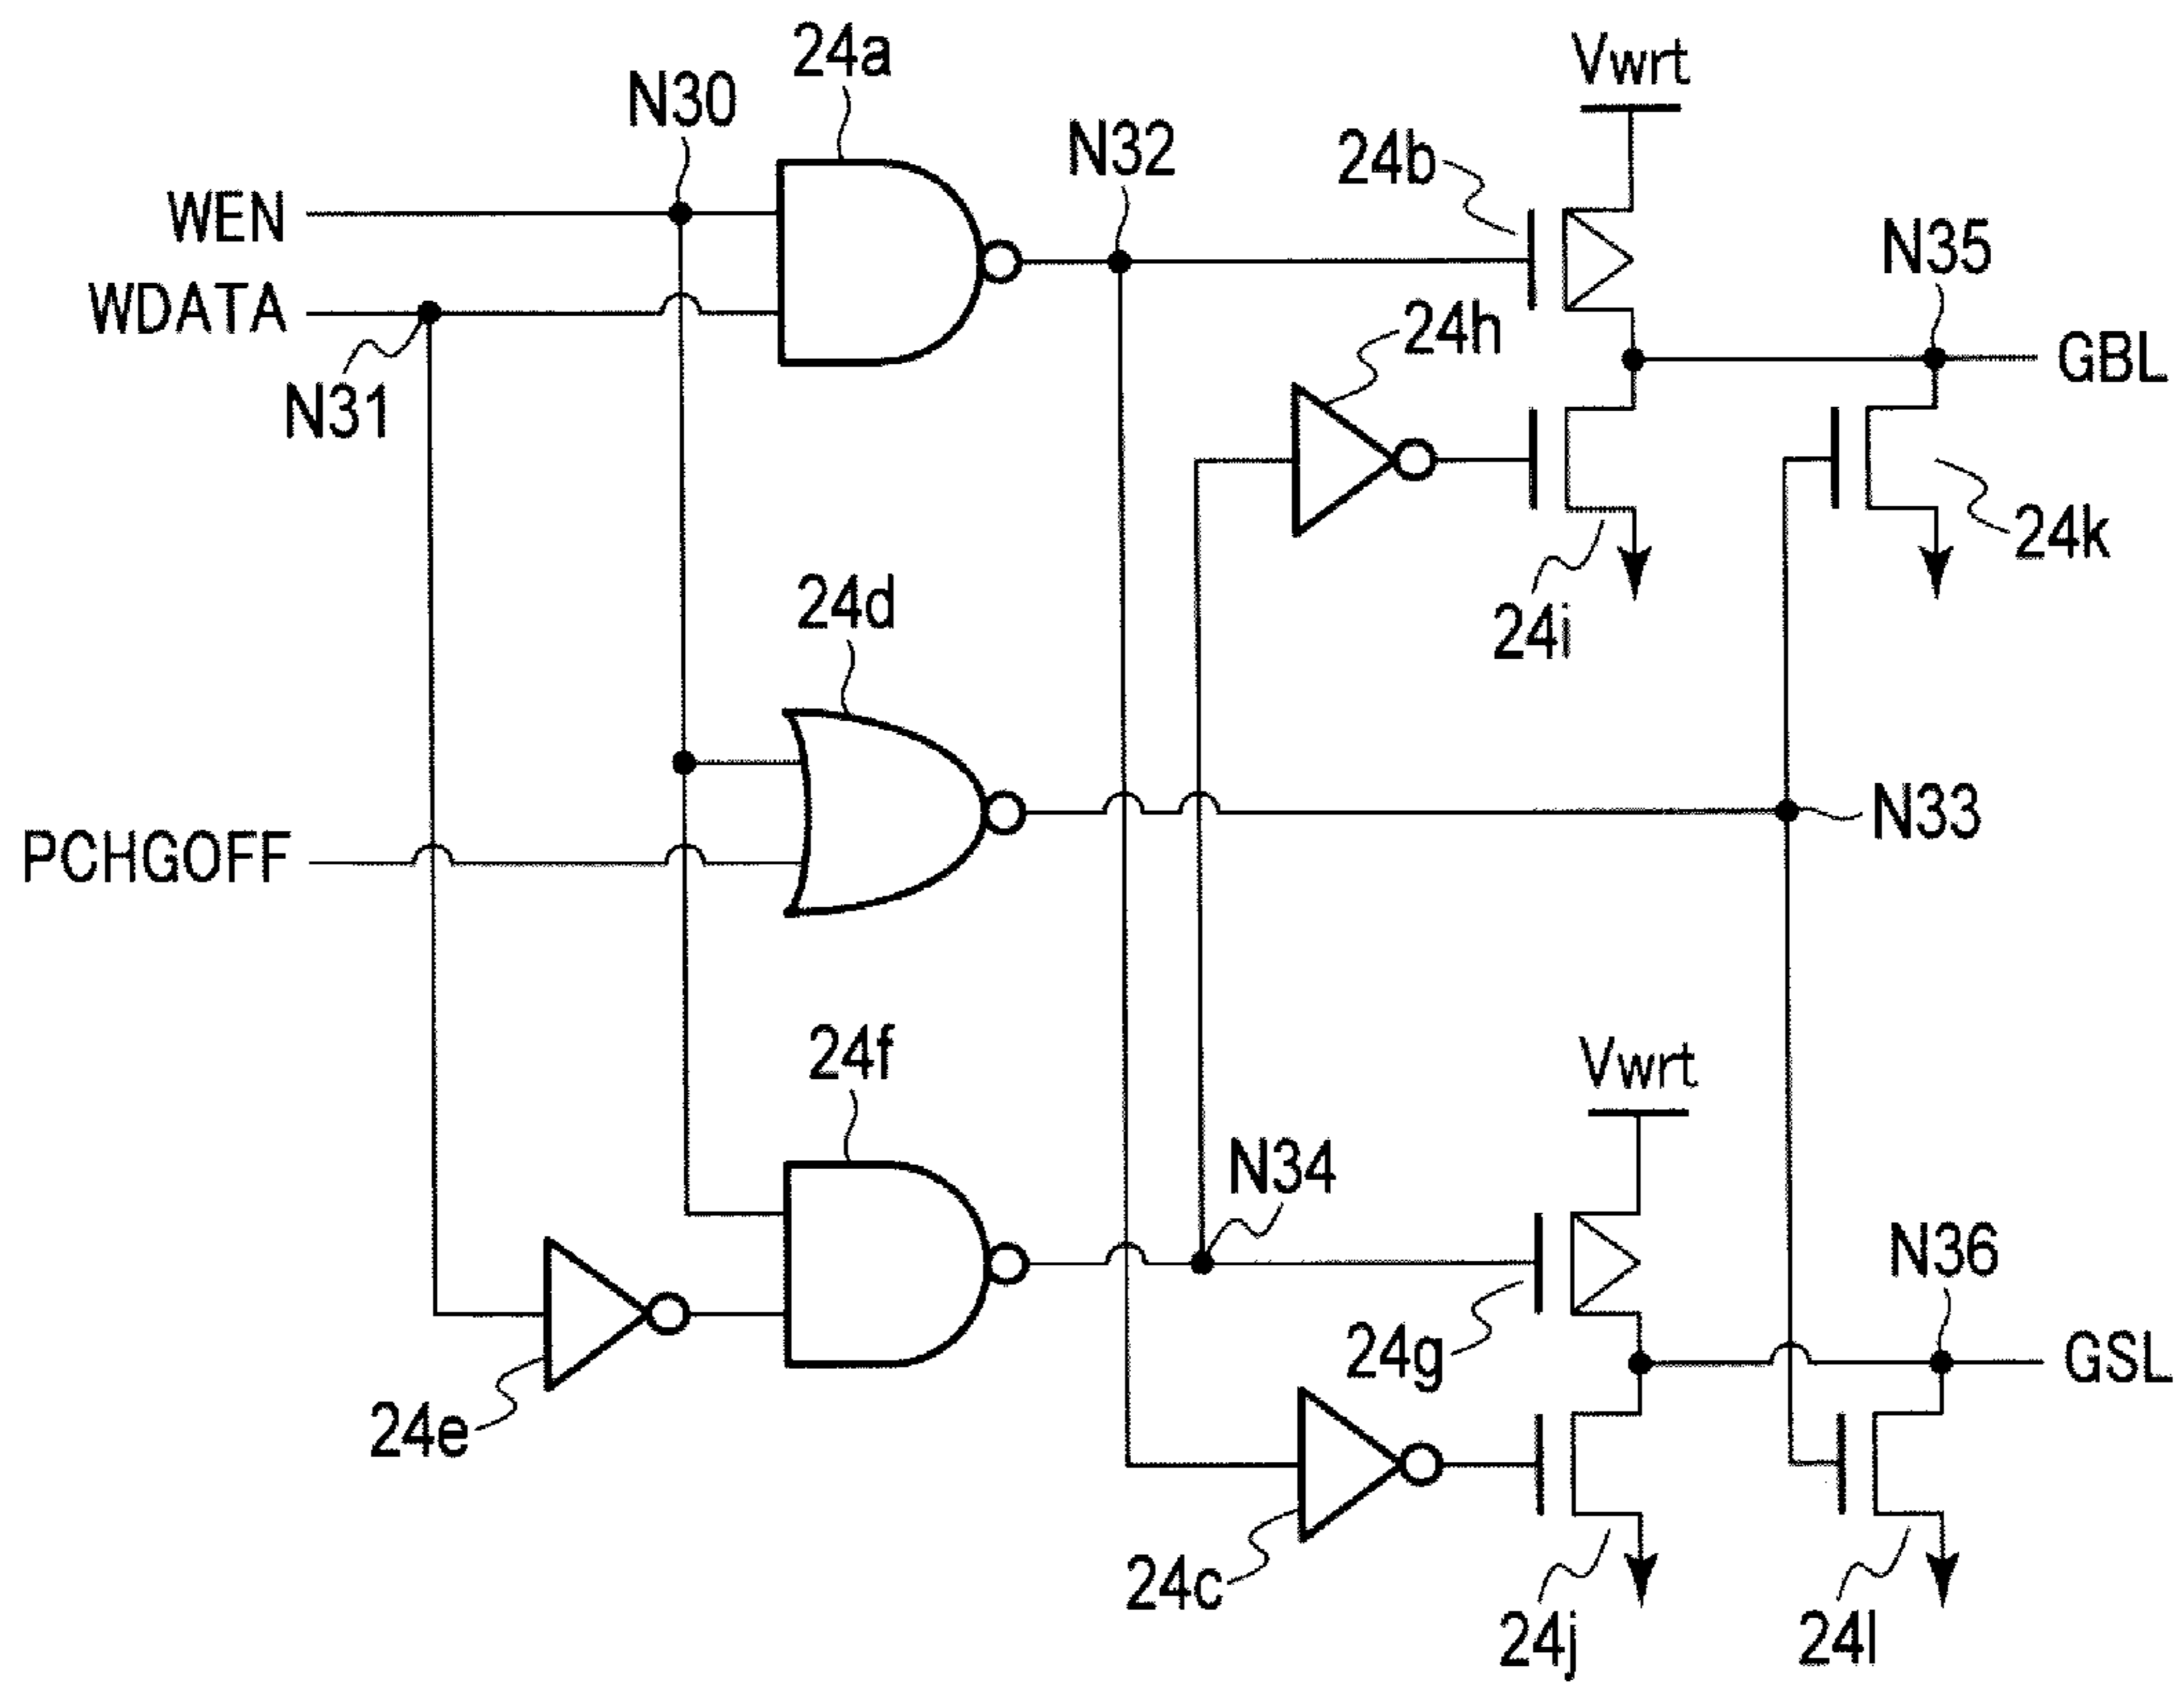 24a
Vwrt
N30
N32
24b
WEN
N35
WDATA
24h
GBL
N31
24k
24d
24i
N33
PCHGOFF
24f
Vwrt
N34
N36
24g
GSL
24e
24c
24j
24l